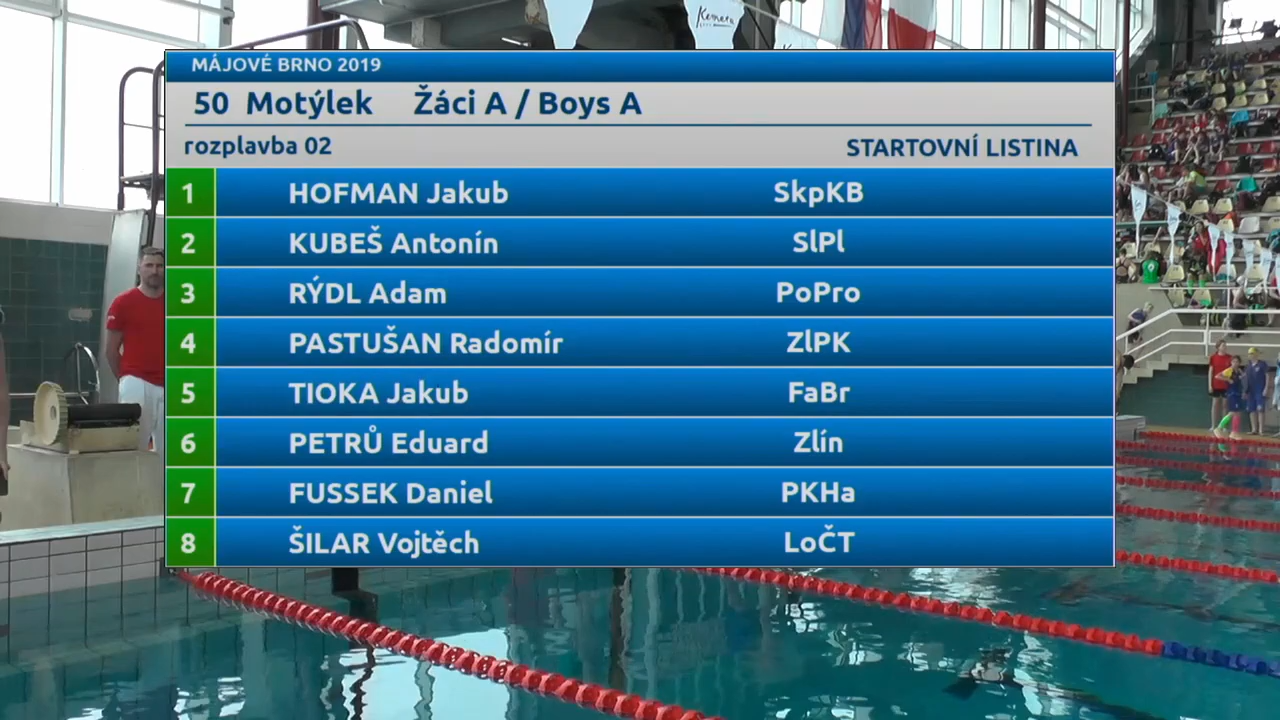 Kometa
MÁJOVÉ BRNO 2019
50 Motýlek Žáci A / Boys A
rozplavba 02 STARTOVNÍ LISTINA
1 HOFMAN Jakub SkpKB
2 KUBEŠ Antonín SlPl
3 RÝDL Adam PoPro
4 PASTUŠAN Radomír ZlPK
5 TIOKA Jakub FaBr
6 PETRŮ Eduard Zlín
7 FUSSEK Daniel PKHa
8 ŠILAR Vojtěch LoČT